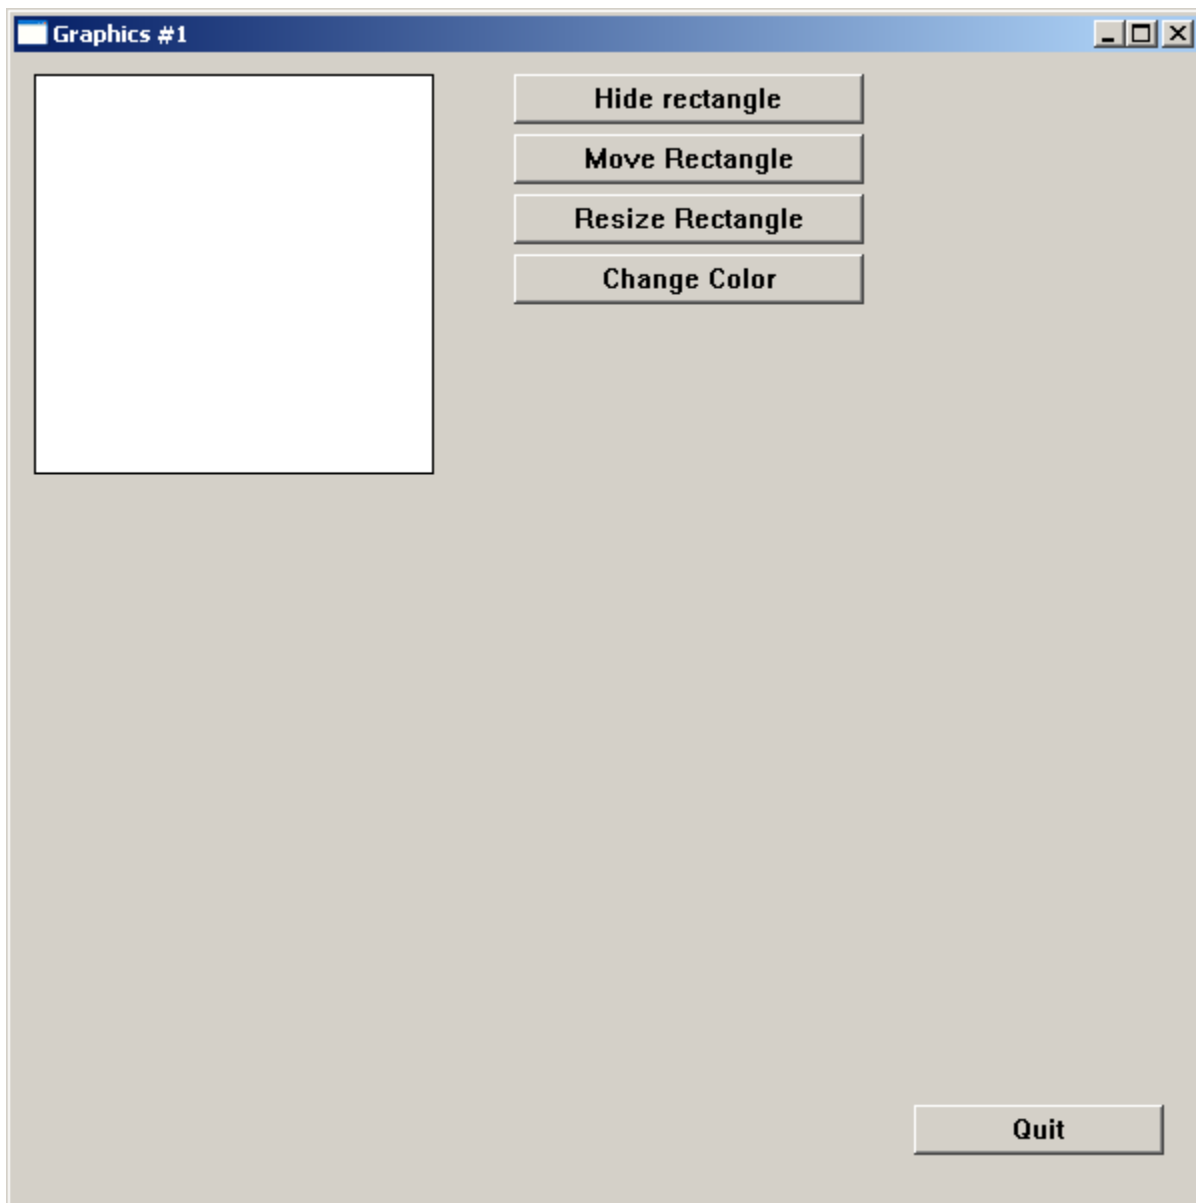 Graphics #1
Hide rectangle
Move Rectangle
Resize Rectangle
Change Color
Quit